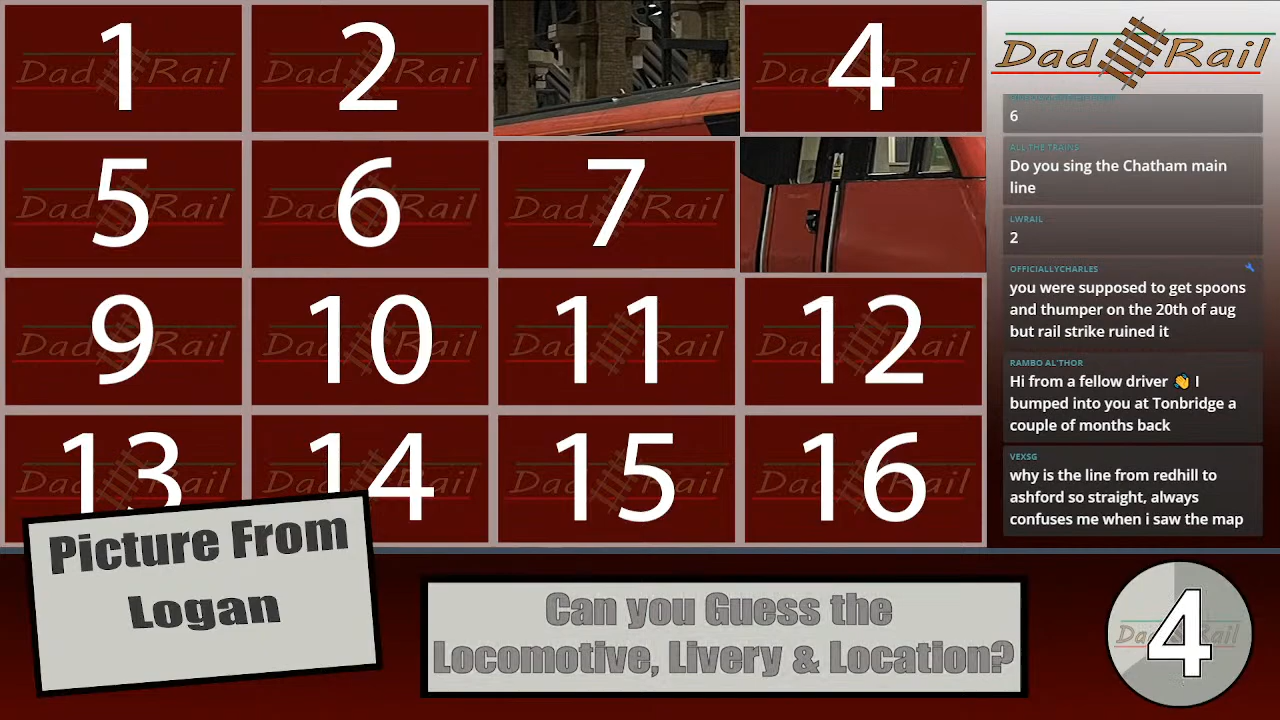 1
2
4
Dad Rail
5
6
7
9
10
11
12
13
14
15
16
6
ALL THE TRAINS
Do you sing the Chatham main
line
LWRAIL
2
OFFICIALLYCHARLES
you were supposed to get spoons
and thumper on the 20th of aug
but rail strike ruined it
RAMBO AL'THOR
Hi from a fellow driver 👋 I
bumped into you at Tonbridge a
couple of months back
VEXSG
why is the line from redhill to
ashford so straight, always
confuses me when i saw the map
Picture From
Logan
Can you Guess the
Locomotive, Livery & Location?
4